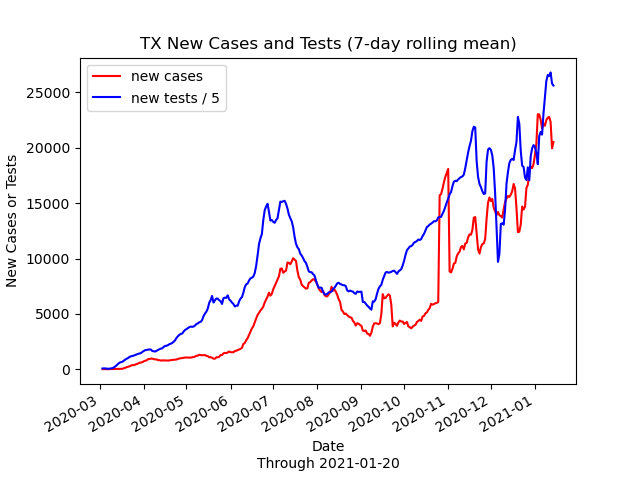 TX New Cases and Tests (7-day rolling mean)
new cases
new tests / 5
New Cases or Tests
25000
20000
15000
10000
5000
0
2020-03
2020-04
2020-05
2020-06
2020-07
2020-08
2020-09
2020-10
2020-11
2020-12
2021-01
Date
Through 2021-01-20